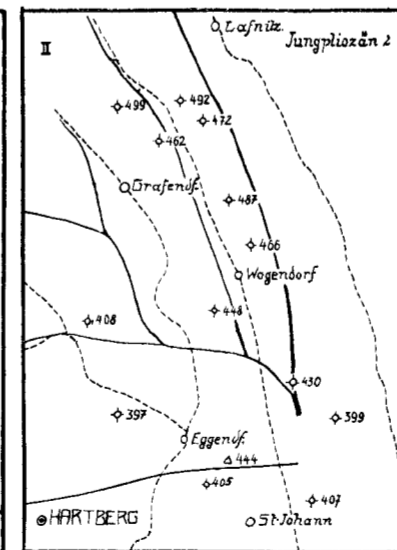 Lafnitz
II
Jungpliozän 2
499
492
472
462
Grafendf.
487
466
Wagendorf
448
408
430
397
399
Eggendf.
444
405
407
HARTBERG
St.Johann